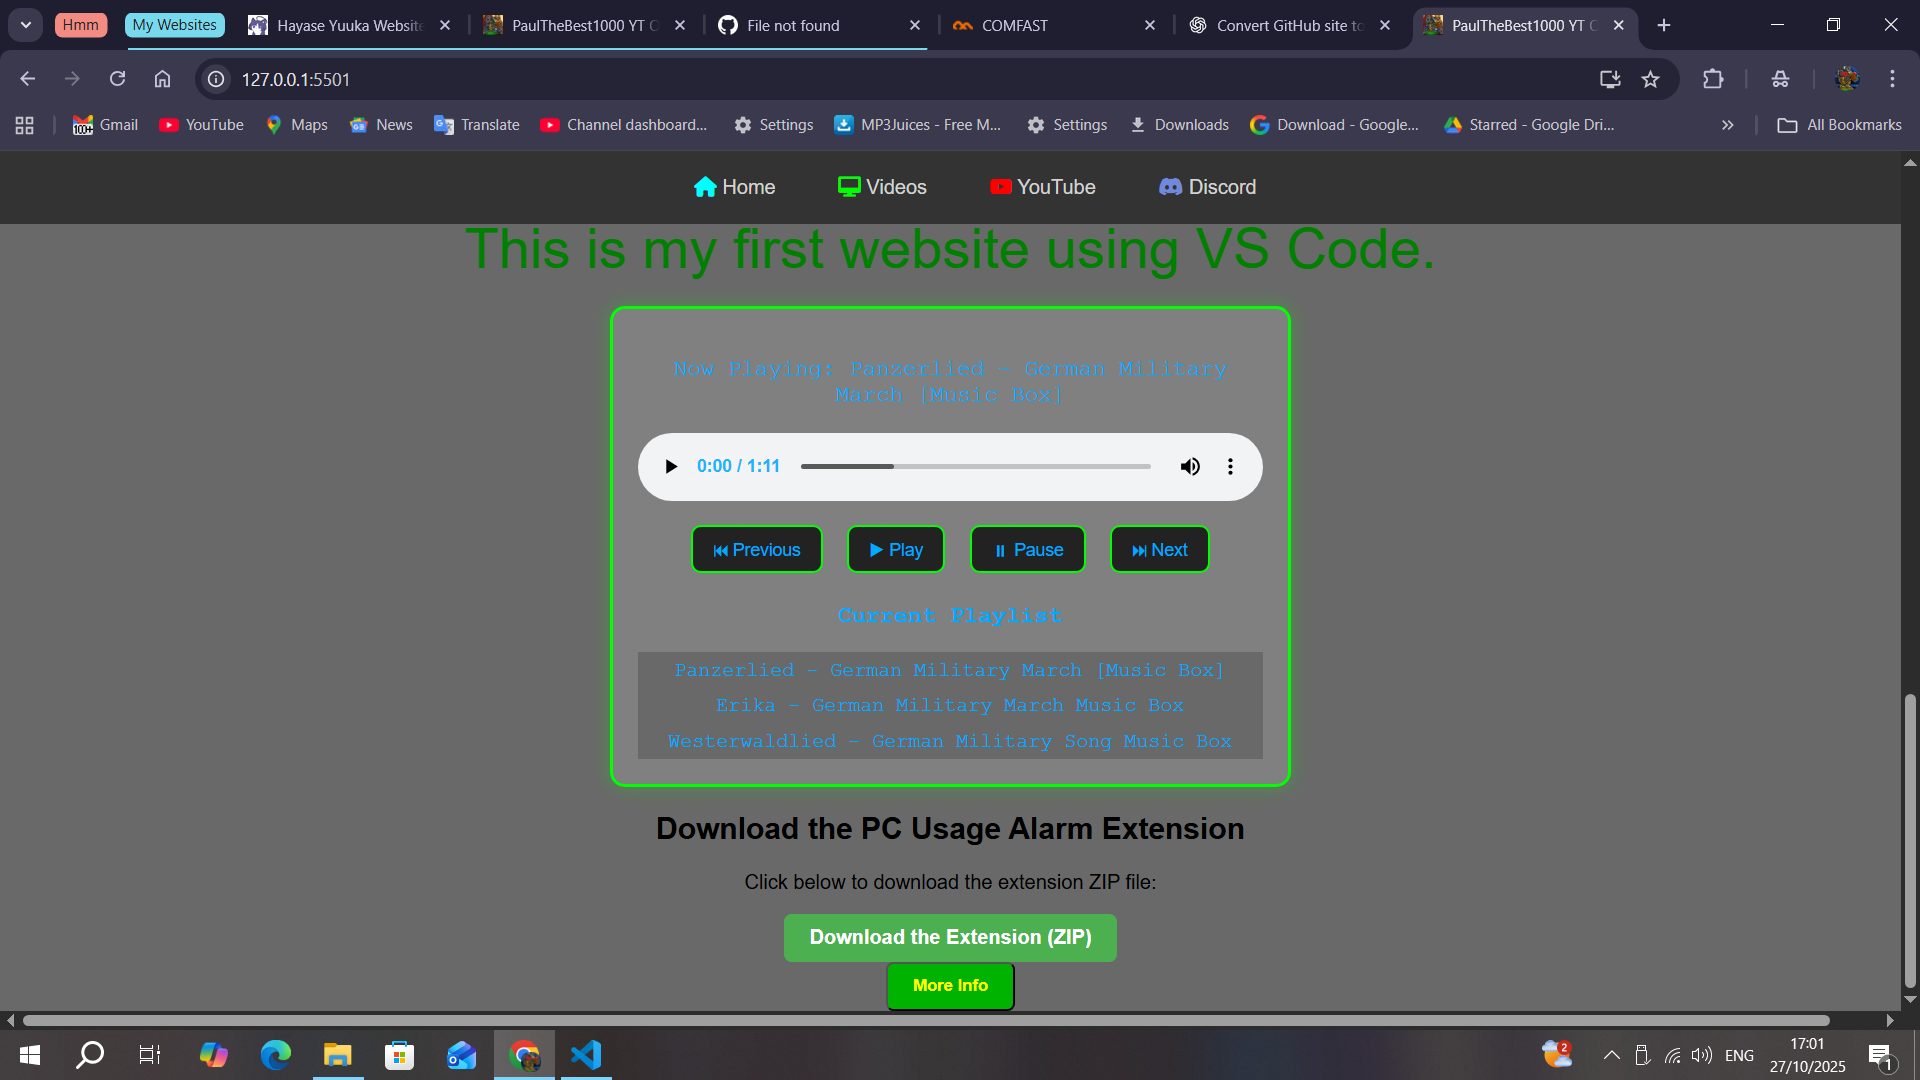 Hmm
My Websites
Hayase Yuuka Website
PaulTheBest1000 YT C
File not found
COMFAST
Convert GitHub site to
PaulTheBest1000 YT C
127.0.0.1:5501
Gmail
YouTube
Maps
News
Translate
Channel dashboard...
Settings
MP3Juices - Free M...
Settings
Downloads
Download - Google...
Starred - Google Dri...
All Bookmarks
Home
Videos
YouTube
Discord
This is my first website using VS Code.
Now Playing: Panzerlied - German Military
March [Music Box]
0:00 / 1:11
Previous
Play
Pause
Next
Current Playlist
Panzerlied - German Military March [Music Box]
Erika - German Military March Music Box
Westerwaldlied - German Military Song Music Box
Download the PC Usage Alarm Extension
Click below to download the extension ZIP file:
Download the Extension (ZIP)
More Info
2
ENG
17:01
27/10/2025
1